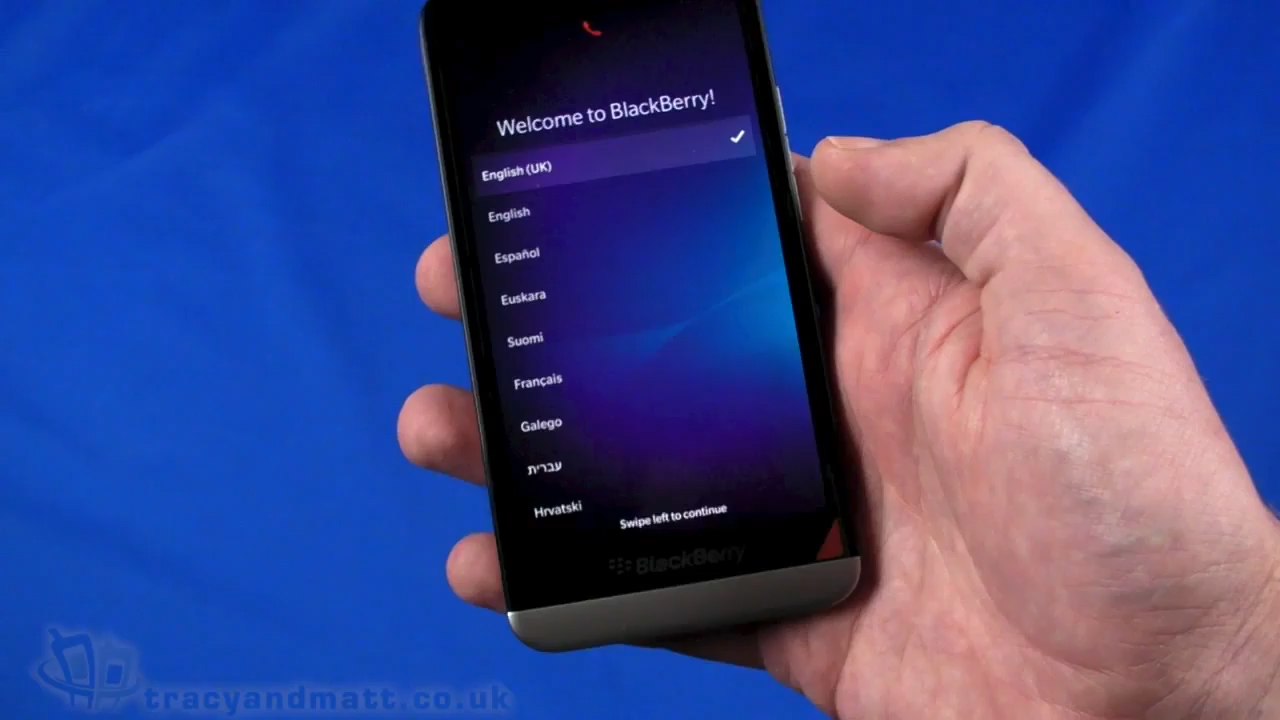 Welcome to BlackBerry!
English (UK)
English
Español
Euskara
Suomi
Français
Galego
עברית
Hrvatski
Swipe left to continue
BlackBerry
tracyandmatt.co.uk